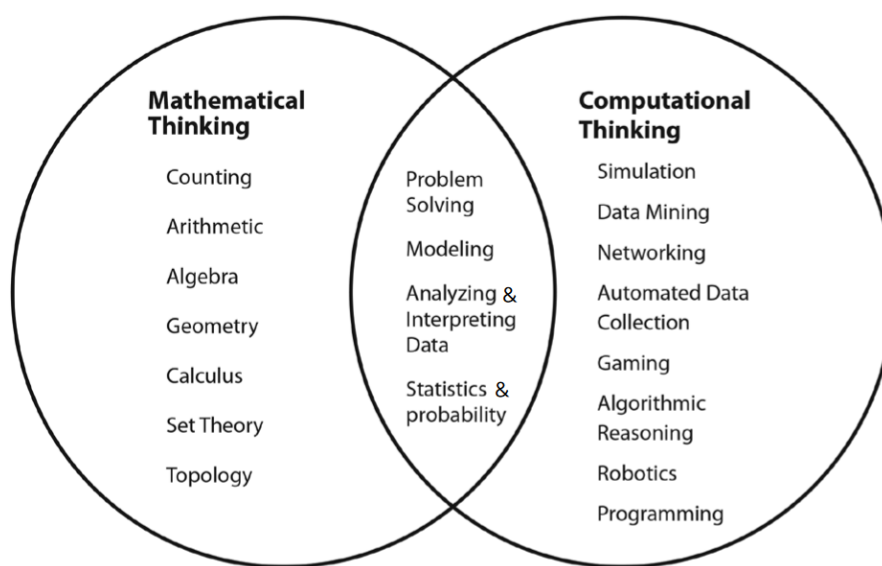 Mathematical
Thinking
Counting
Arithmetic
Algebra
Geometry
Calculus
Set Theory
Topology
Problem
Solving
Modeling
Analyzing &
Interpreting
Data
Statistics &
probability
Computational
Thinking
Simulation
Data Mining
Networking
Automated Data
Collection
Gaming
Algorithmic
Reasoning
Robotics
Programming